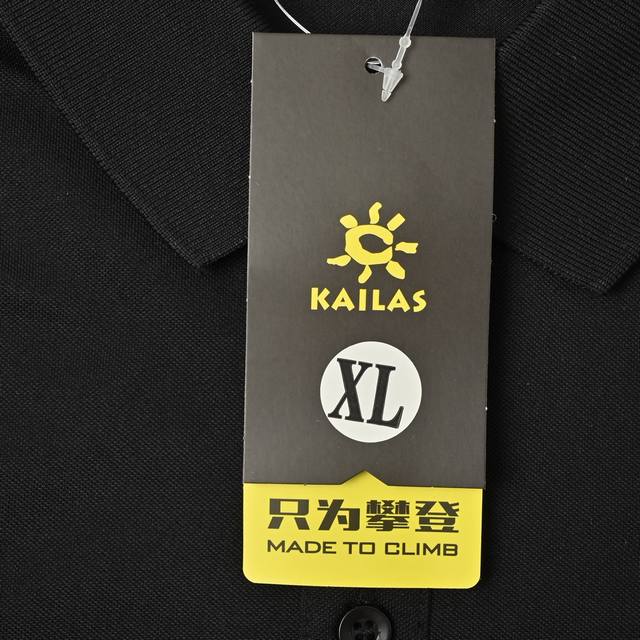 KAILAS
XL
只为攀登
MADE TO CLIMB